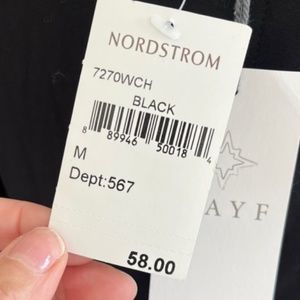 NORDSTROM
7270WCH
BLACK
8 89946 50018 4
M
Dept:567
58.00
AYF